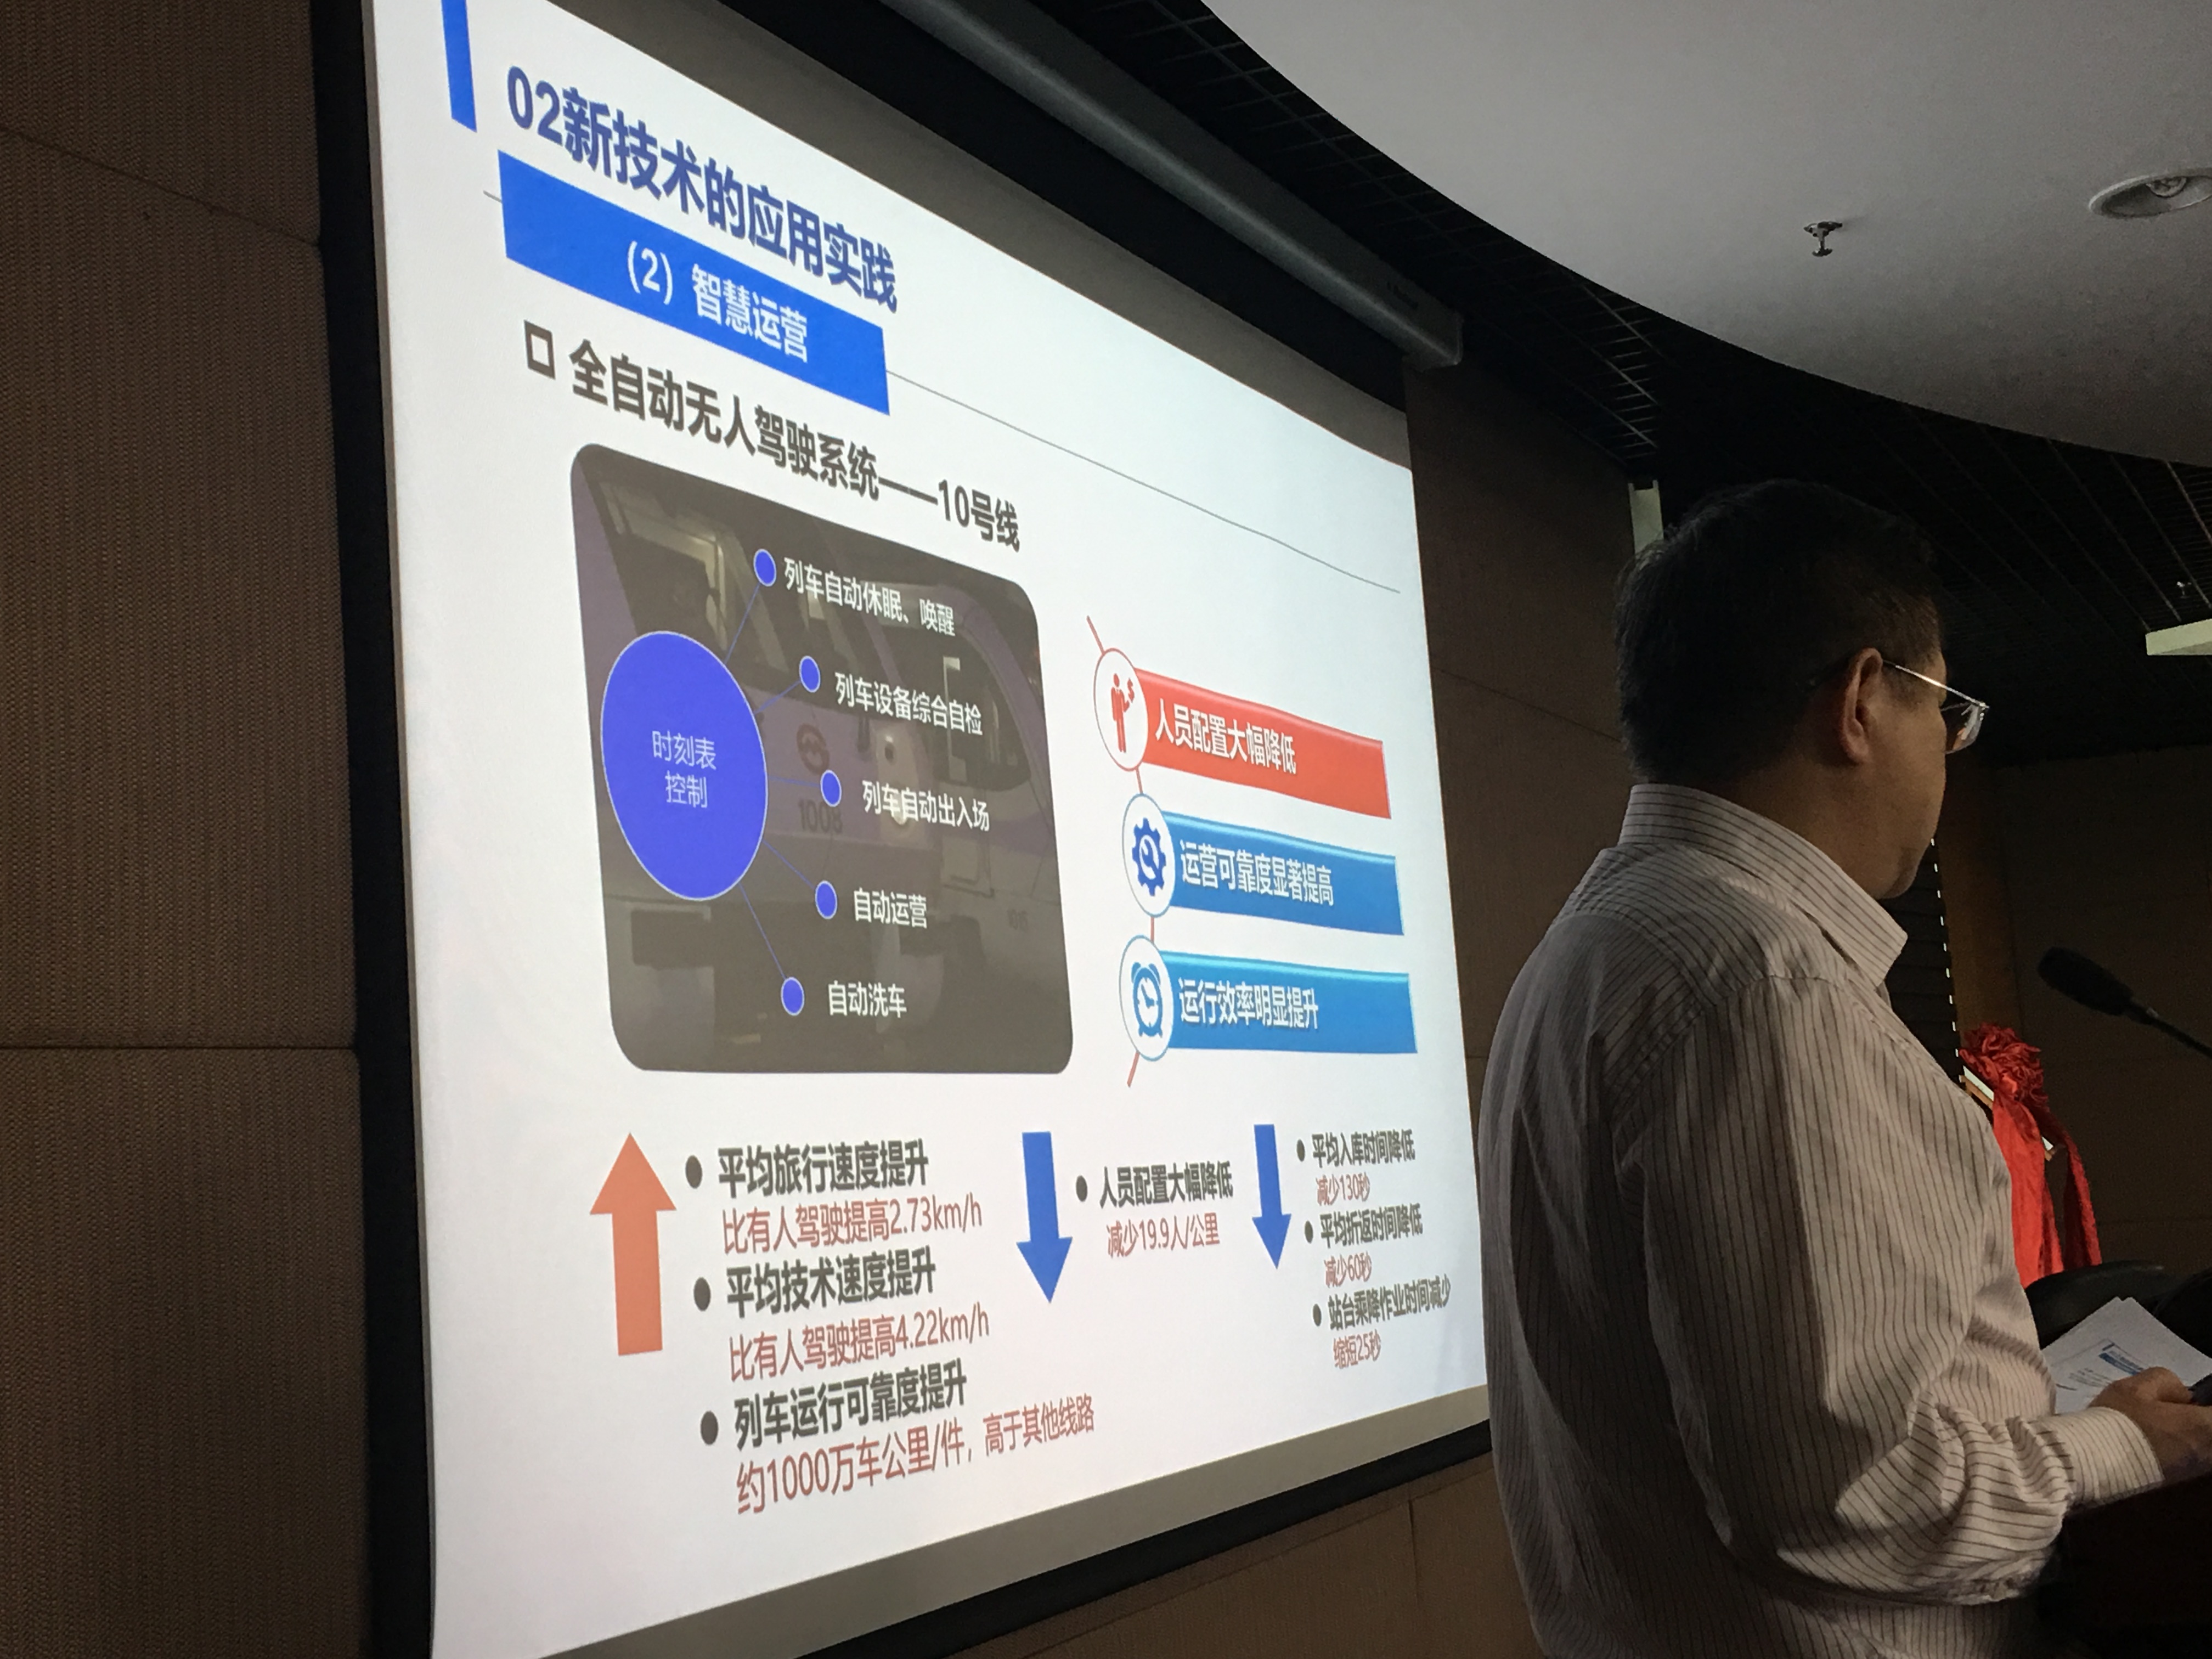 02新技术的应用实践
(2) 智慧运营
全自动无人驾驶系统——10号线
列车自动休眠、唤醒
列车设备综合自检
时刻表
控制
列车自动出入场
1008
自动运营
自动洗车
人员配置大幅降低
运营可靠度显著提高
运行效率明显提升
平均旅行速度提升
比有人驾驶提高2.73km/h
平均技术速度提升
比有人驾驶提高4.22km/h
列车运行可靠度提升
约1000万车公里/件，高于其他线路
人员配置大幅降低
减少19.9人/公里
平均入库时间降低
减少130秒
平均折返时间降低
减少60秒
站台乘降作业时间减少
缩短25秒